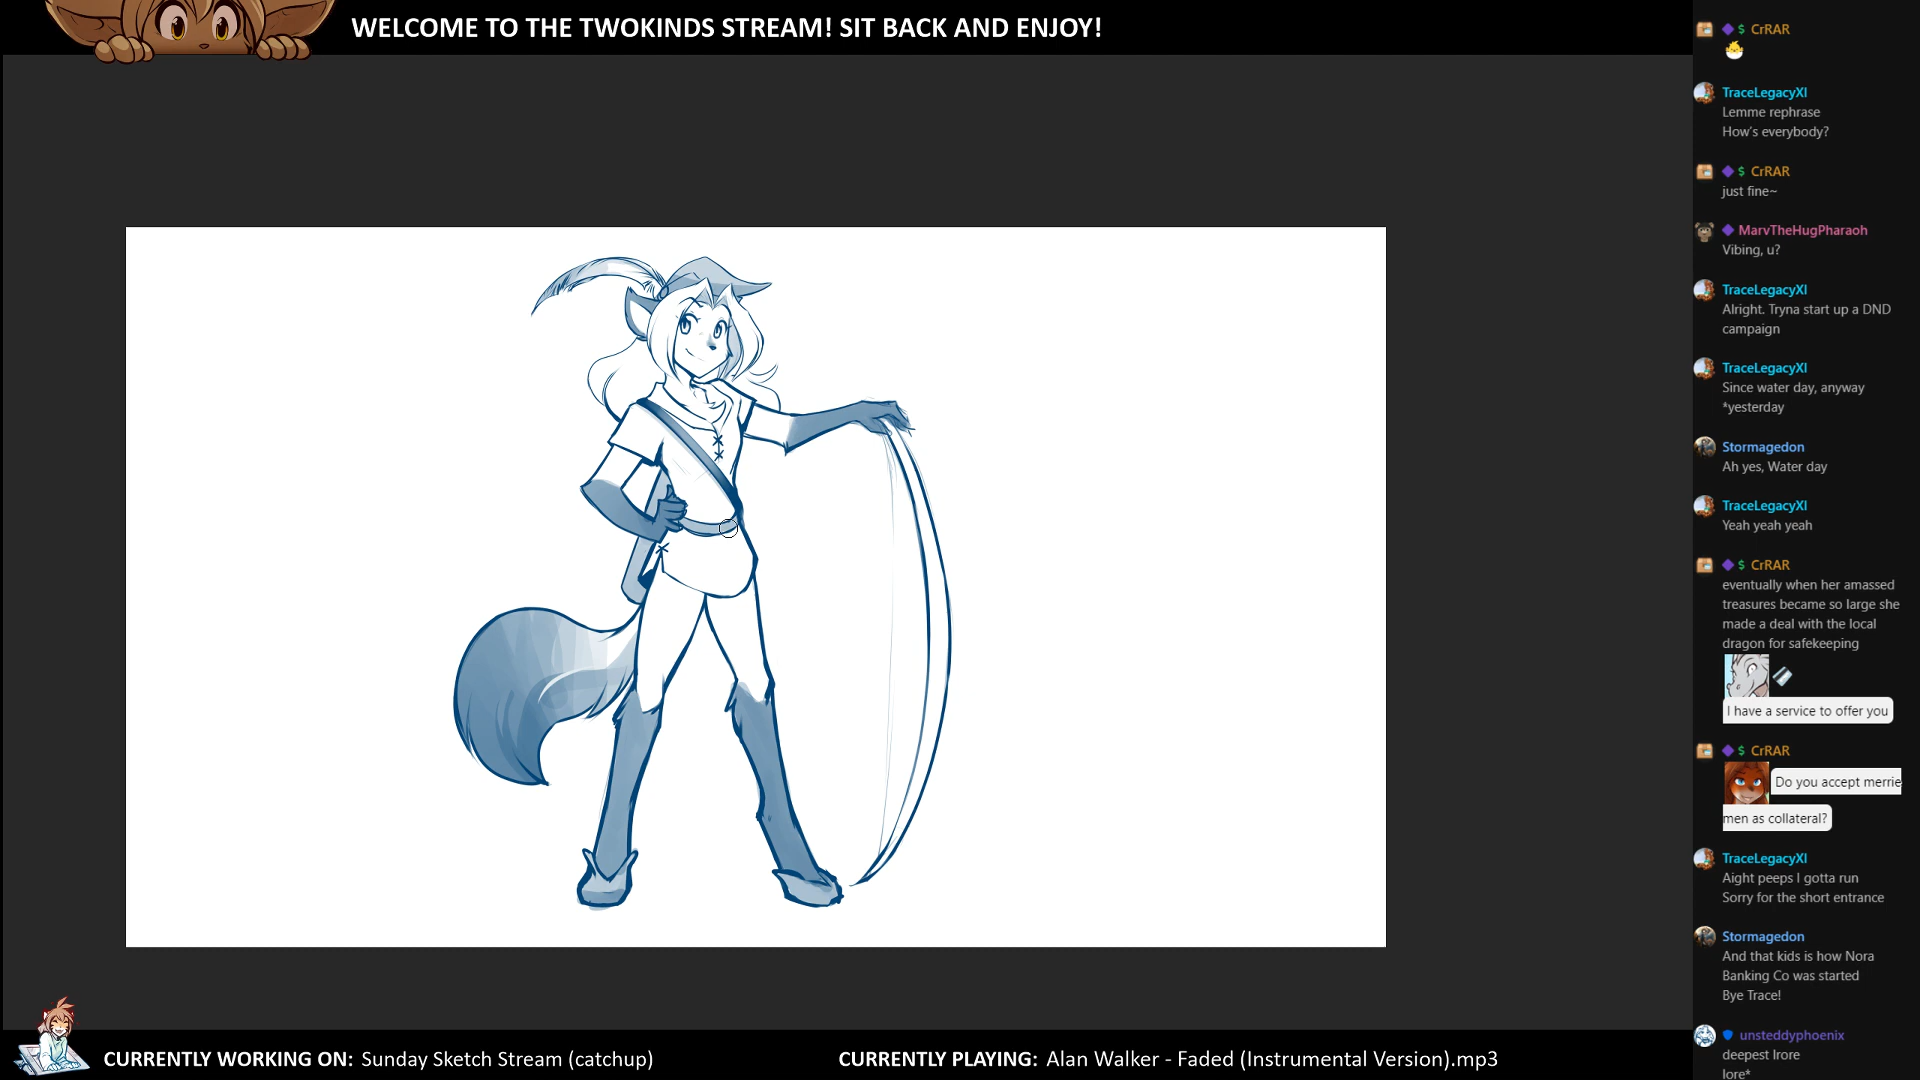 WELCOME TO THE TWOKINDS STREAM! SIT BACK AND ENJOY!
$ CrRAR
TraceLegacyXI
Lemme rephrase
How's everybody?
$ CrRAR
just fine~
MarvTheHugPharaoh
Vibing, u?
TraceLegacyXI
Alright. Tryna start up a DND
campaign
TraceLegacyXI
Since water day, anyway
*yesterday
Stormagedon
Ah yes, Water day
TraceLegacyXI
Yeah yeah yeah
$ CrRAR
eventually when her amassed
treasures became so large she
made a deal with the local
dragon for safekeeping
I have a service to offer you
$ CrRAR
Do you accept merrie
men as collateral?
TraceLegacyXI
Aight peeps I gotta run
Sorry for the short entrance
Stormagedon
And that kids is how Nora
Banking Co was started
Bye Trace!
unsteddyphoenix
deepest lrore
lore*
CURRENTLY WORKING ON: Sunday Sketch Stream (catchup)
CURRENTLY PLAYING: Alan Walker - Faded (Instrumental Version).mp3